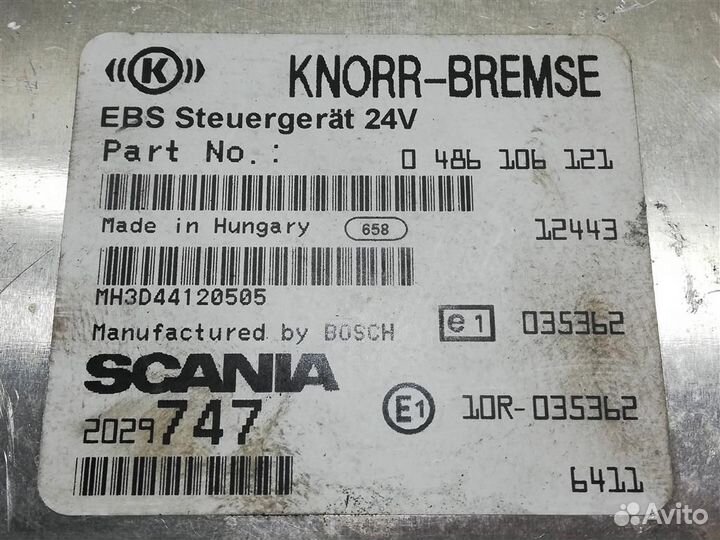 K KNORR-BREMSE
EBS Steuergerät 24V
Part No.: 0 486 106 121
Made in Hungary 658 12443
MH3D44120505
Manufactured by BOSCH e1 035362
SCANIA
2029747 E1 10R-035362
6411
Avito